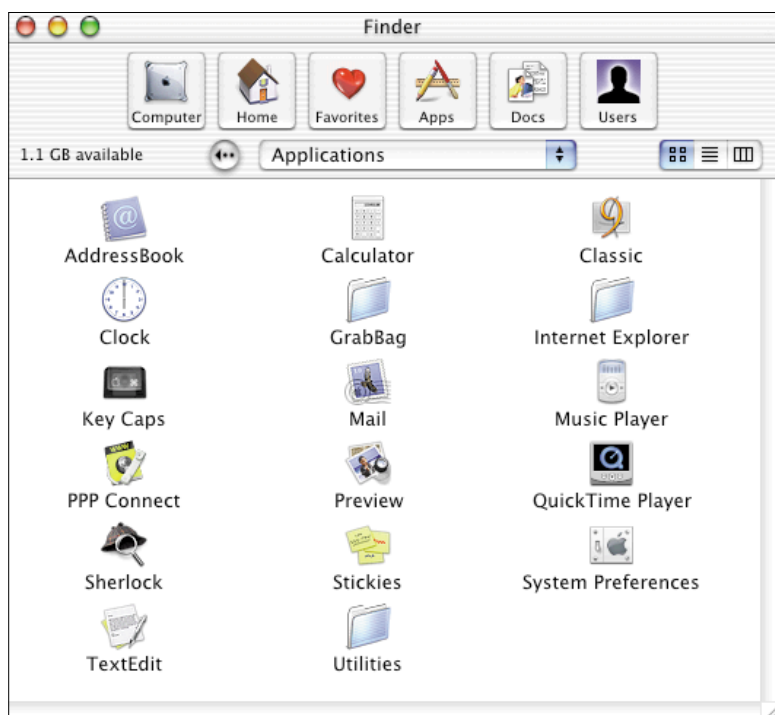 Finder
Computer Home Favorites Apps Docs Users
1.1 GB available Applications
AddressBook Calculator Classic
Clock GrabBag Internet Explorer
Key Caps Mail Music Player
PPP Connect Preview QuickTime Player
Sherlock Stickies System Preferences
TextEdit Utilities